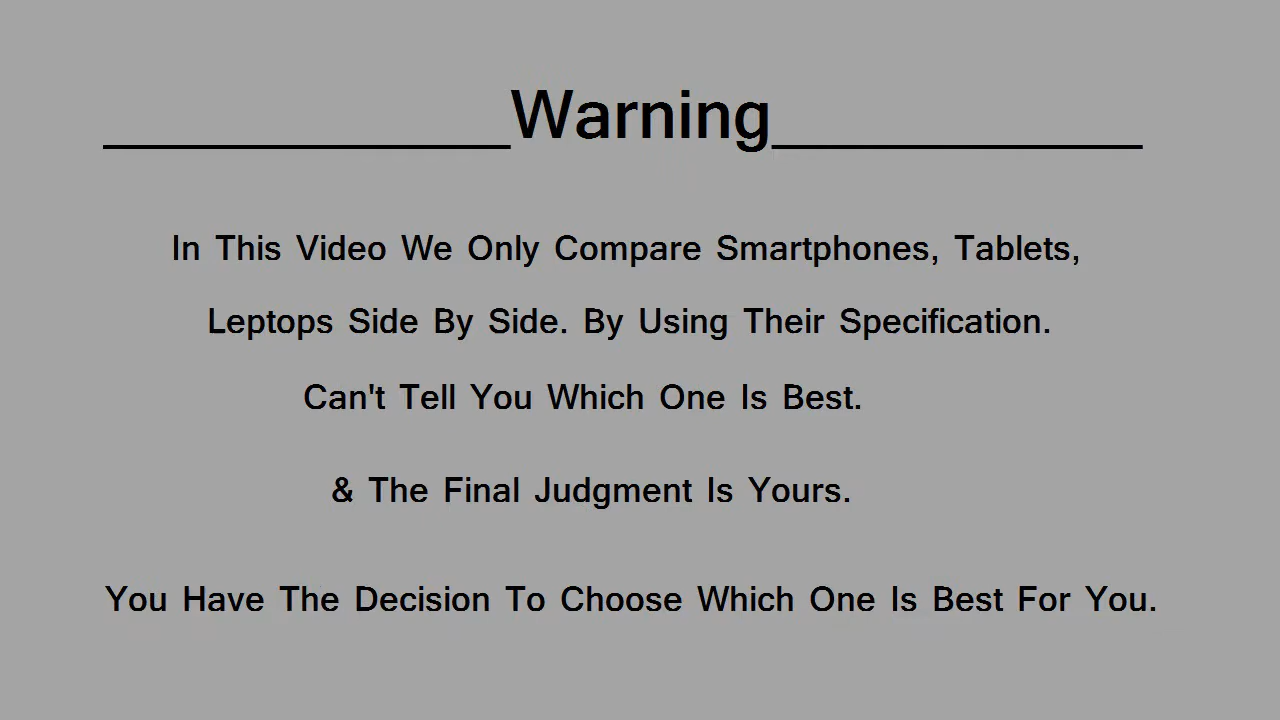 Warning
In This Video We Only Compare Smartphones, Tablets,
Leptops Side By Side. By Using Their Specification.
Can't Tell You Which One Is Best.
& The Final Judgment Is Yours.
You Have The Decision To Choose Which One Is Best For You.